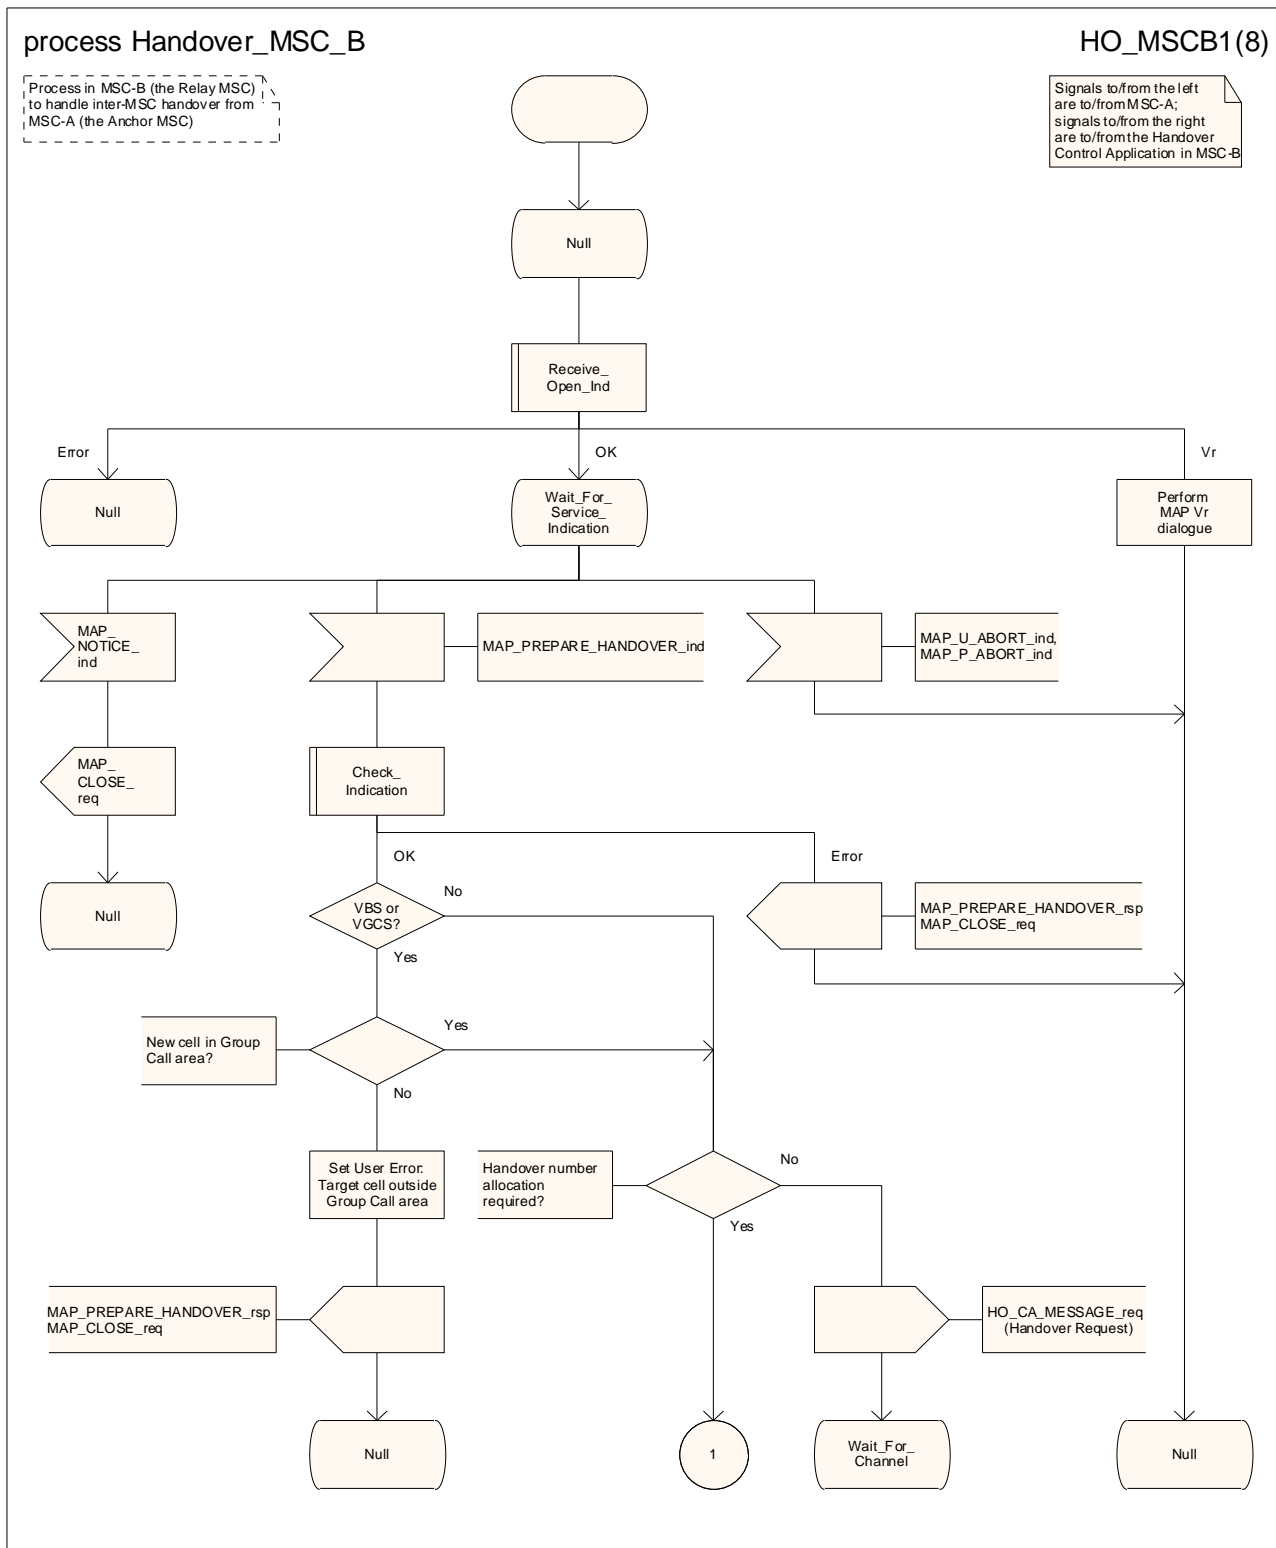 process Handover_MSC_B
HO_MSCB1(8)
Process in MSC-B (the Relay MSC)
to handle inter-MSC handover from
MSC-A (the Anchor MSC)
Signals to/from the left
are to/from MSC-A;
signals to/from the right
are to/from the Handover
Control Application in MSC-B
Null
Receive_
Open_Ind
Error
OK
Vr
Null
Wait_For_
Service_
Indication
Perform
MAP Vr
dialogue
MAP_
NOTICE_
ind
MAP_PREPARE_HANDOVER_ind
MAP_U_ABORT_ind,
MAP_P_ABORT_ind
MAP_
CLOSE_
req
Check_
Indication
OK
Error
Null
VBS or
VGCS?
No
MAP_PREPARE_HANDOVER_rsp
MAP_CLOSE_req
Yes
New cell in Group
Call area?
Yes
No
Set User Error:
Target cell outside
Group Call area
Handover number
allocation
required?
No
Yes
MAP_PREPARE_HANDOVER_rsp
MAP_CLOSE_req
HO_CA_MESSAGE_req
(Handover Request)
Null
1
Wait_For_
Channel
Null